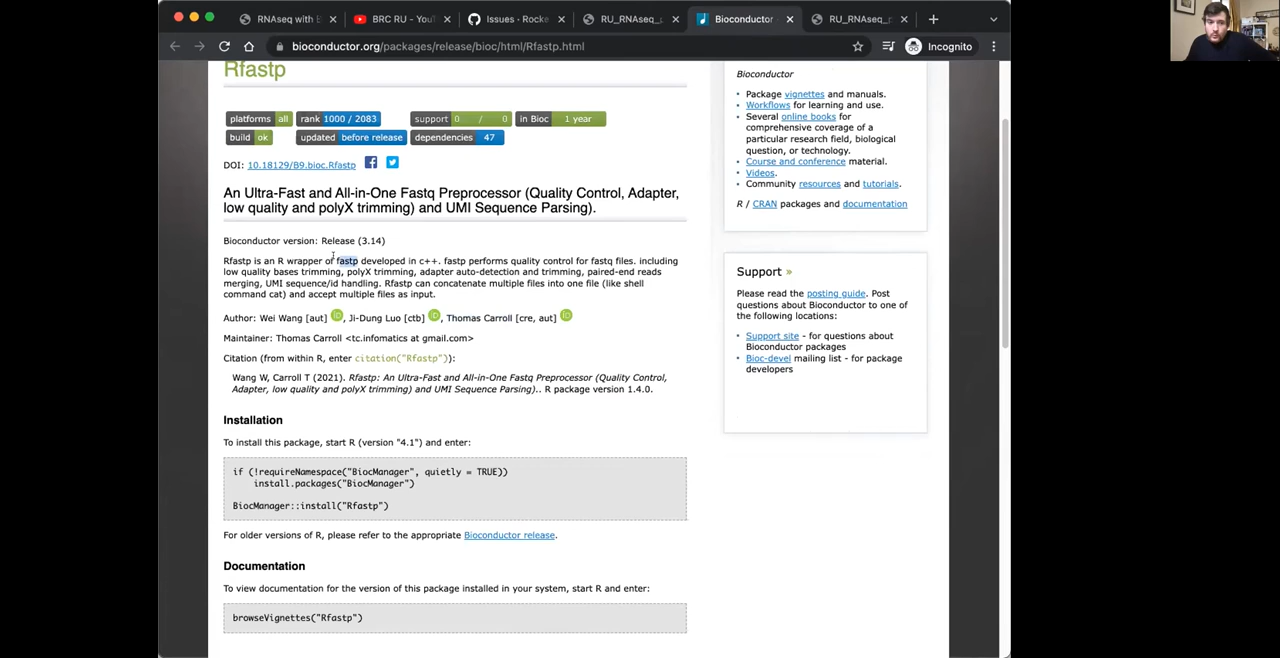 RNAseq with B
BRC RU - YouT
Issues · Rocke
RU_RNAseq_
Bioconductor
RU_RNAseq_p
bioconductor.org/packages/release/bioc/html/Rfastp.html
Incognito
Rfastp
platforms all
rank 1000 / 2083
support 0 / 0
in Bioc 1 year
build ok
updated before release
dependencies 47
DOI: 10.18129/B9.bioc.Rfastp
An Ultra-Fast and All-in-One Fastq Preprocessor (Quality Control, Adapter,
low quality and polyX trimming) and UMI Sequence Parsing).
Bioconductor version: Release (3.14)
Rfastp is an R wrapper of fastp developed in c++. fastp performs quality control for fastq files. including
low quality bases trimming, polyX trimming, adapter auto-detection and trimming, paired-end reads
merging, UMI sequence/id handling. Rfastp can concatenate multiple files into one file (like shell
command cat) and accept multiple files as input.
Author: Wei Wang [aut] iD, Ji-Dung Luo [ctb] iD, Thomas Carroll [cre, aut] iD
Maintainer: Thomas Carroll <tc.infomatics at gmail.com>
Citation (from within R, enter citation("Rfastp")):
Wang W, Carroll T (2021). Rfastp: An Ultra-Fast and All-in-One Fastq Preprocessor (Quality Control,
Adapter, low quality and polyX trimming) and UMI Sequence Parsing).. R package version 1.4.0.
Installation
To install this package, start R (version "4.1") and enter:
if (!requireNamespace("BiocManager", quietly = TRUE))
install.packages("BiocManager")
BiocManager::install("Rfastp")
For older versions of R, please refer to the appropriate Bioconductor release.
Documentation
To view documentation for the version of this package installed in your system, start R and enter:
browseVignettes("Rfastp")
Bioconductor
• Package vignettes and manuals.
• Workflows for learning and use.
• Several online books for
comprehensive coverage of a
particular research field, biological
question, or technology.
• Course and conference material.
• Videos.
• Community resources and tutorials.
R / CRAN packages and documentation
Support »
Please read the posting guide. Post
questions about Bioconductor to one of
the following locations:
• Support site - for questions about
Bioconductor packages
• Bioc-devel mailing list - for package
developers